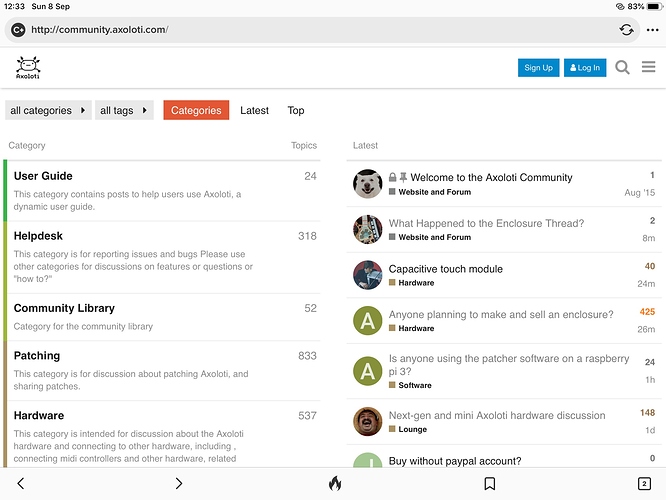 12:33 Sun 8 Sep
83%
C+ http://community.axoloti.com/
Axoloti
Sign Up
Log In
all categories
all tags
Categories
Latest
Top
Category
Topics
User Guide
24
This category contains posts to help users use Axoloti, a
dynamic user guide.
Helpdesk
318
This category is for reporting issues and bugs Please use
other categories for discussions on features or questions or
"how to?"
Community Library
52
Category for the community library
Patching
833
This category is for discussion about patching Axoloti, and
sharing patches.
Hardware
537
This category is intended for discussion about the Axoloti
hardware and connecting to other hardware, including ,
connecting midi controllers and other hardware, related
Latest
Welcome to the Axoloti Community
1
Website and Forum
Aug '15
What Happened to the Enclosure Thread?
2
Website and Forum
8m
Capacitive touch module
40
Hardware
24m
A
Anyone planning to make and sell an enclosure?
425
Hardware
26m
A
Is anyone using the patcher software on a raspberry
pi 3?
24
Software
1h
Next-gen and mini Axoloti hardware discussion
148
Lounge
1d
J
Buy without paypal account?
0
2